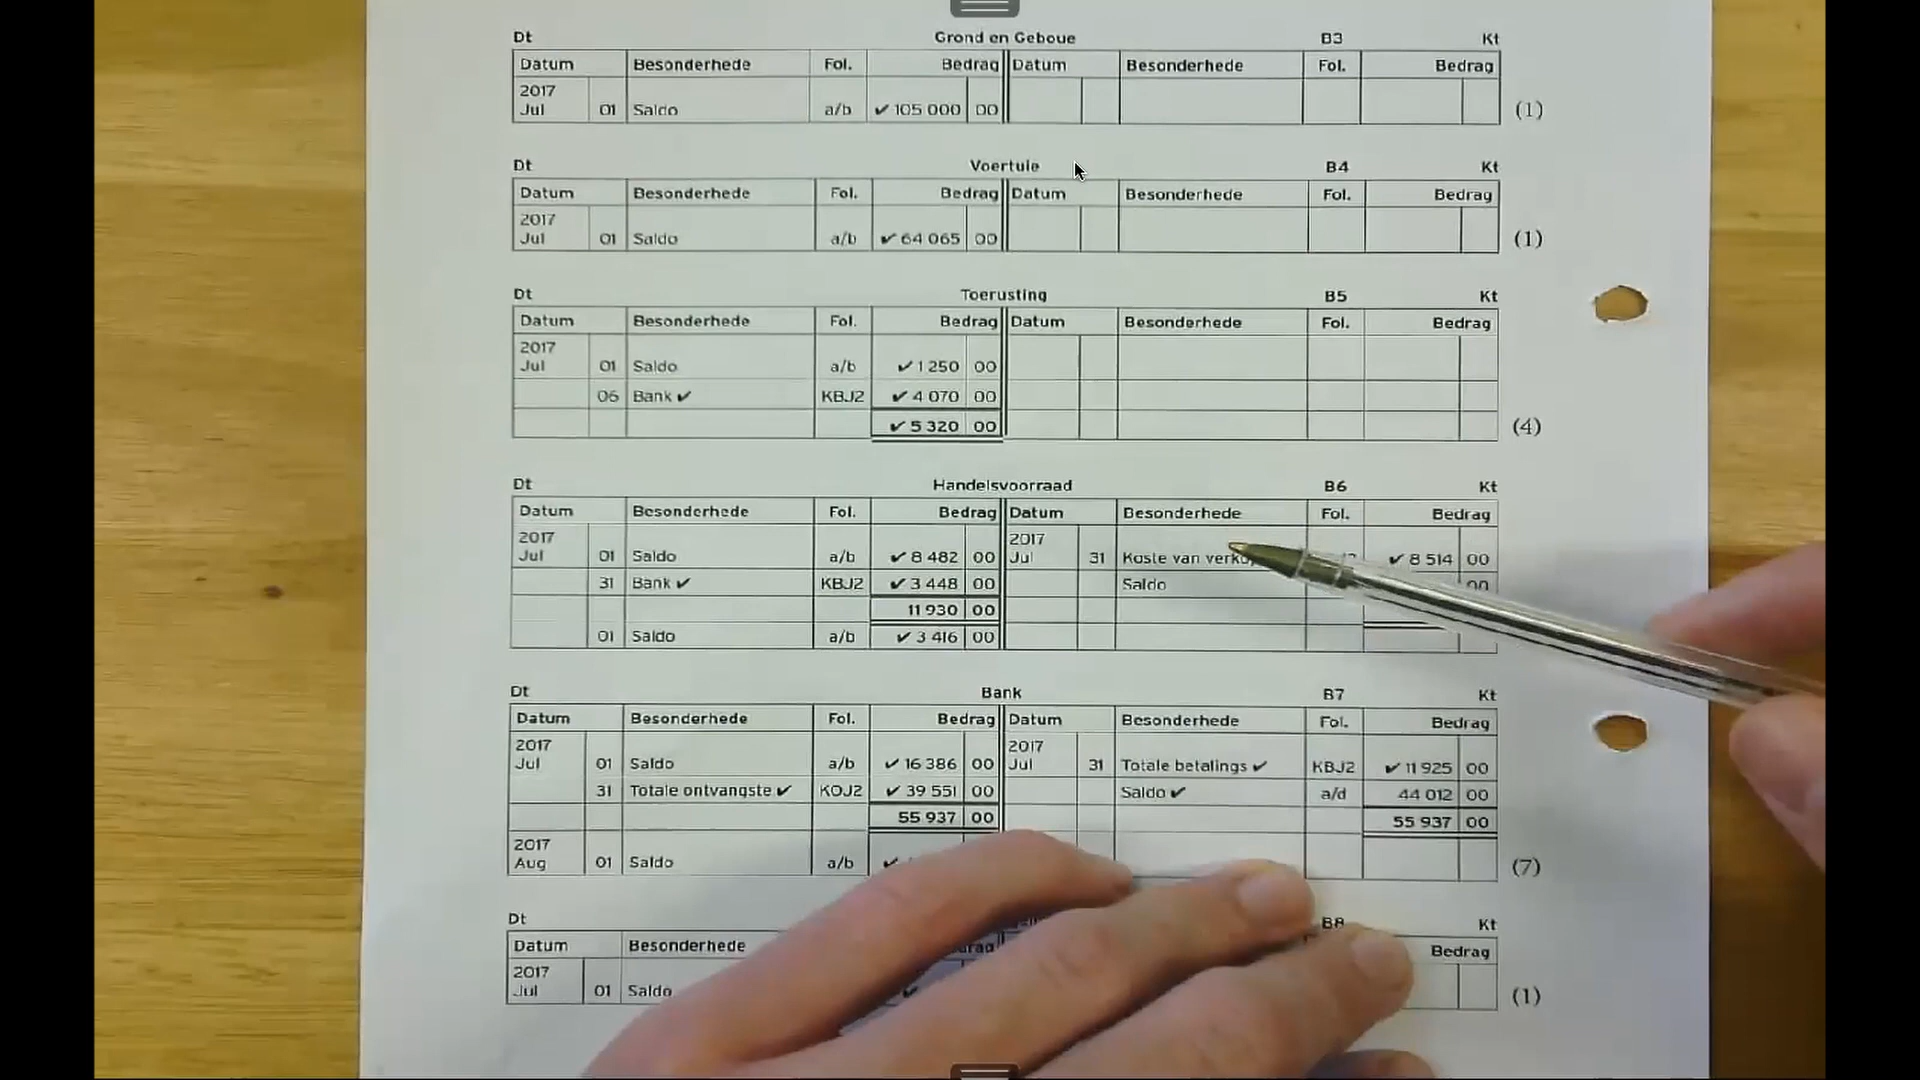 Dt Grond en Geboue B3 Kt
Datum Besonderhede Fol. Bedrag Datum Besonderhede Fol. Bedrag
2017
Jul 01 Saldo a/b ✔ 105 000 00 (1)
Dt Voertuie B4 Kt
Datum Besonderhede Fol. Bedrag Datum Besonderhede Fol. Bedrag
2017
Jul 01 Saldo a/b ✔ 64 065 00 (1)
Dt Toerusting B5 Kt
Datum Besonderhede Fol. Bedrag Datum Besonderhede Fol. Bedrag
2017
Jul 01 Saldo a/b ✔ 1 250 00
06 Bank ✔ KBJ2 ✔ 4 070 00
✔ 5 320 00 (4)
Dt Handelsvoorraad B6 Kt
Datum Besonderhede Fol. Bedrag Datum Besonderhede Fol. Bedrag
2017 2017
Jul 01 Saldo a/b ✔ 8 482 00 Jul 31 Koste van ✔ 8 514 00
31 Bank ✔ KBJ2 ✔ 3 448 00 Saldo 00
11 930 00
01 Saldo a/b ✔ 3 416 00
Dt Bank B7 Kt
Datum Besonderhede Fol. Bedrag Datum Besonderhede Fol. Bedrag
2017 2017
Jul 01 Saldo a/b ✔ 16 386 00 Jul 31 Totale betalings ✔ KBJ2 ✔ 11 925 00
31 Totale ontvangste ✔ KOJ2 ✔ 39 551 00 Saldo ✔ a/d 44 012 00
55 937 00 55 937 00
2017
Aug 01 Saldo a/b ✔ (7)
Dt B8 Kt
Datum Besonderhede Bedrag
2017
Jul 01 Saldo ✔ (1)